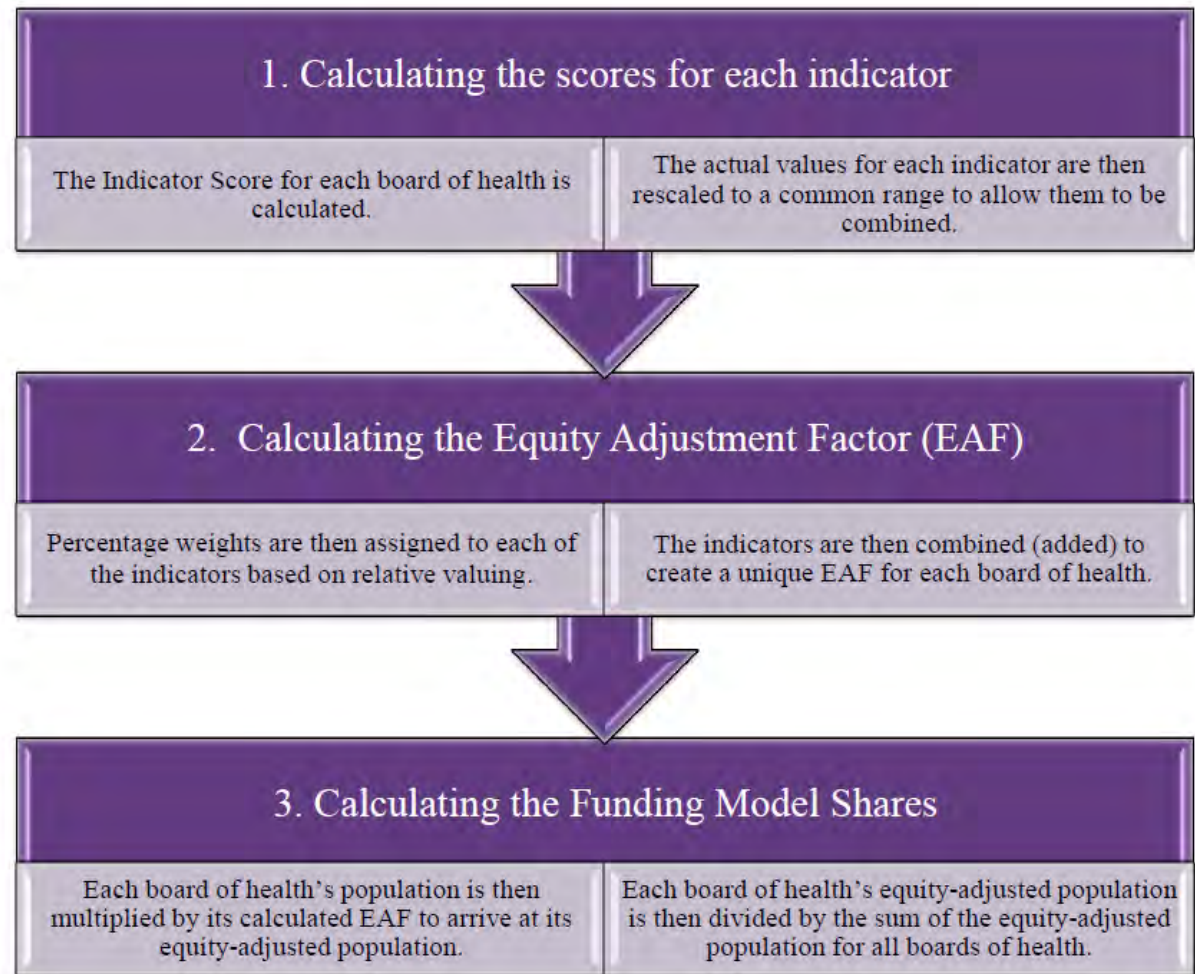 1. Calculating the scores for each indicator
The Indicator Score for each board of health is
calculated.
The actual values for each indicator are then
rescaled to a common range to allow them to be
combined.
2.  Calculating the Equity Adjustment Factor (EAF)
Percentage weights are then assigned to each of
the indicators based on relative valuing.
The indicators are then combined (added) to
create a unique EAF for each board of health.
3. Calculating the Funding Model Shares
Each board of health’s population is then
multiplied by its calculated EAF to arrive at its
equity-adjusted population.
Each board of health’s equity-adjusted population
is then divided by the sum of the equity-adjusted
population for all boards of health.